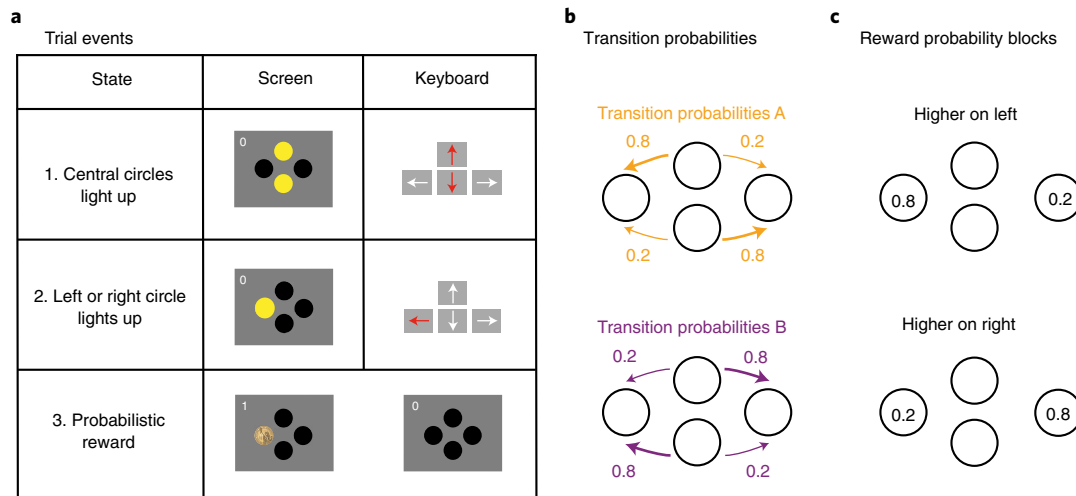 a
Trial events
State Screen Keyboard
1. Central circles
light up
0
2. Left or right circle
lights up
0
3. Probabilistic
reward
1
0
b
Transition probabilities
Transition probabilities A
0.8 0.2
0.2 0.8
Transition probabilities B
0.2 0.8
0.8 0.2
c
Reward probability blocks
Higher on left
0.8 0.2
Higher on right
0.2 0.8